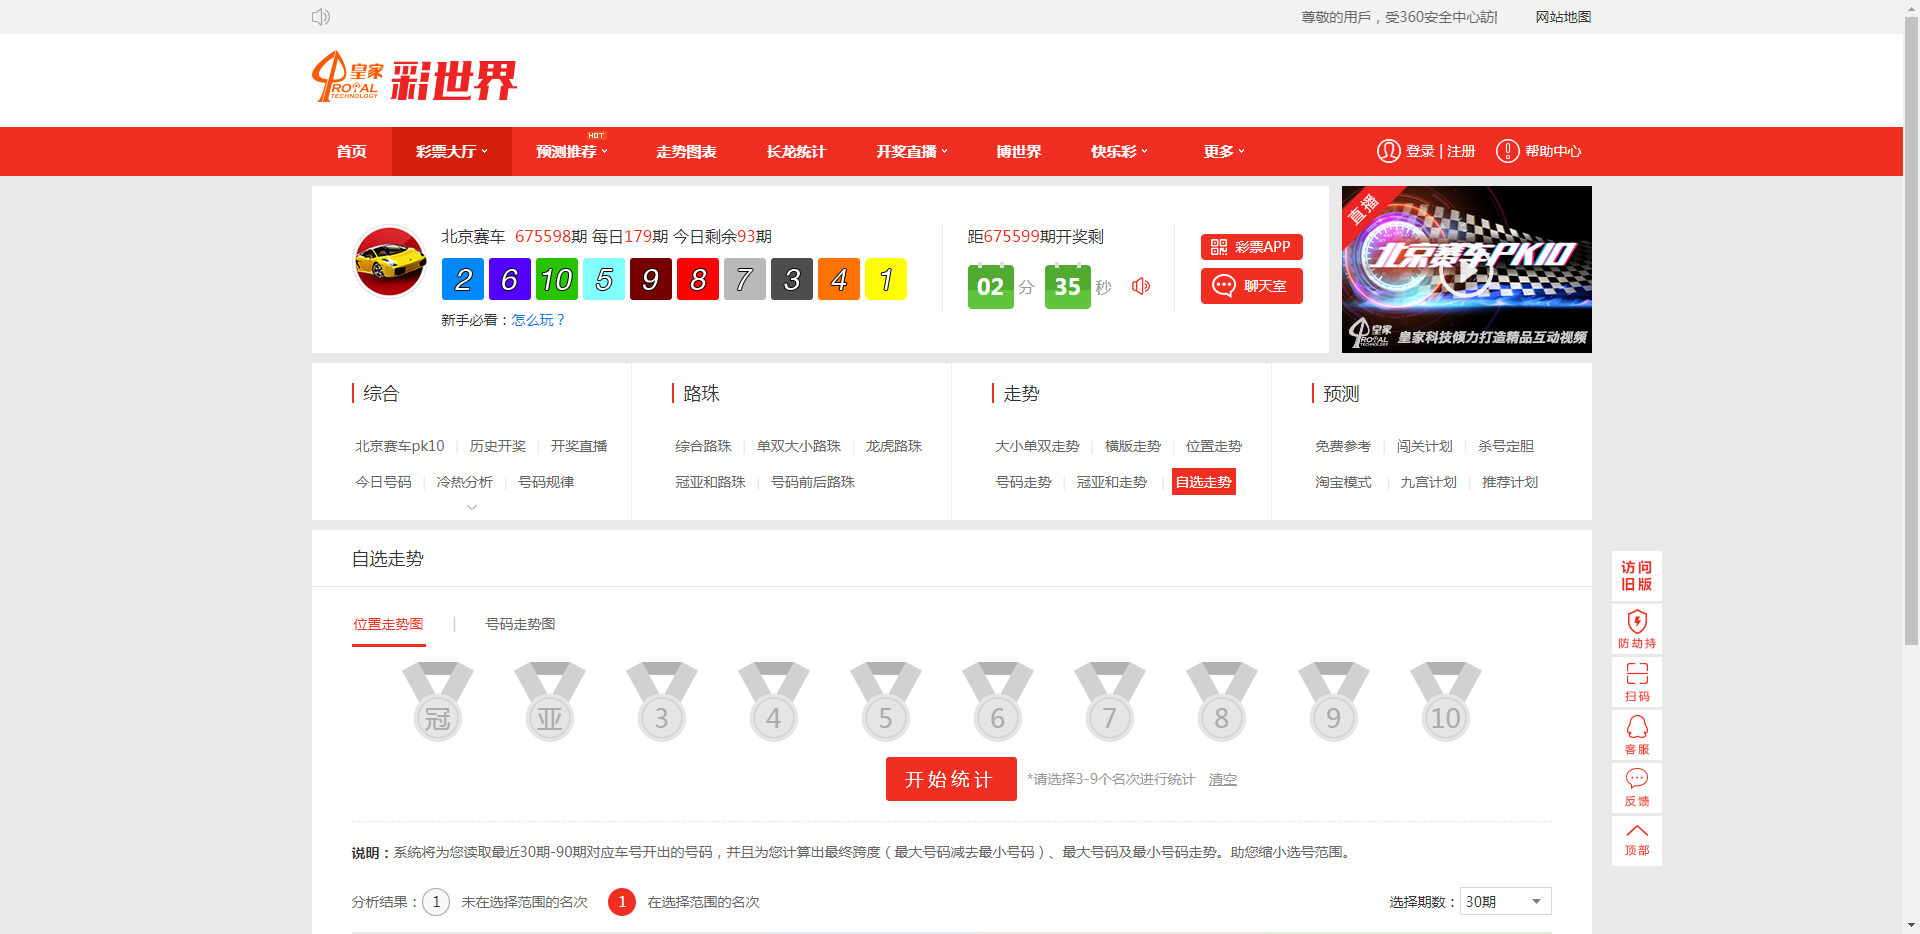 尊敬的用戶，受360安全中心訪
网站地图
皇家 ROYAL TECHNOLOGY 彩世界
HOT
首页 彩票大厅 预测推荐 走势图表 长龙统计 开奖直播 博世界 快乐彩 更多 登录 | 注册 帮助中心
北京赛车 675598期 每日179期 今日剩余93期
2 6 10 5 9 8 7 3 4 1
新手必看：怎么玩？
距675599期开奖剩
02 分 35 秒
彩票APP
聊天室
直播
北京赛车PK10
皇家 ROYAL TECHNOLOGY 皇家科技倾力打造精品互动视频
综合
北京赛车pk10 | 历史开奖 | 开奖直播
今日号码 | 冷热分析 | 号码规律
路珠
综合路珠 | 单双大小路珠 | 龙虎路珠
冠亚和路珠 | 号码前后路珠
走势
大小单双走势 | 横版走势 | 位置走势
号码走势 | 冠亚和走势 | 自选走势
预测
免费参考 | 闯关计划 | 杀号定胆
淘宝模式 | 九宫计划 | 推荐计划
自选走势
位置走势图 | 号码走势图
冠 亚 3 4 5 6 7 8 9 10
开始统计 *请选择3-9个名次进行统计 清空
说明：系统将为您读取最近30期-90期对应车号开出的号码，并且为您计算出最终跨度（最大号码减去最小号码）、最大号码及最小号码走势。助您缩小选号范围。
分析结果： 1 未在选择范围的名次 1 在选择范围的名次 选择期数： 30期
访问
旧版
防劫持
扫码
客服
反馈
顶部